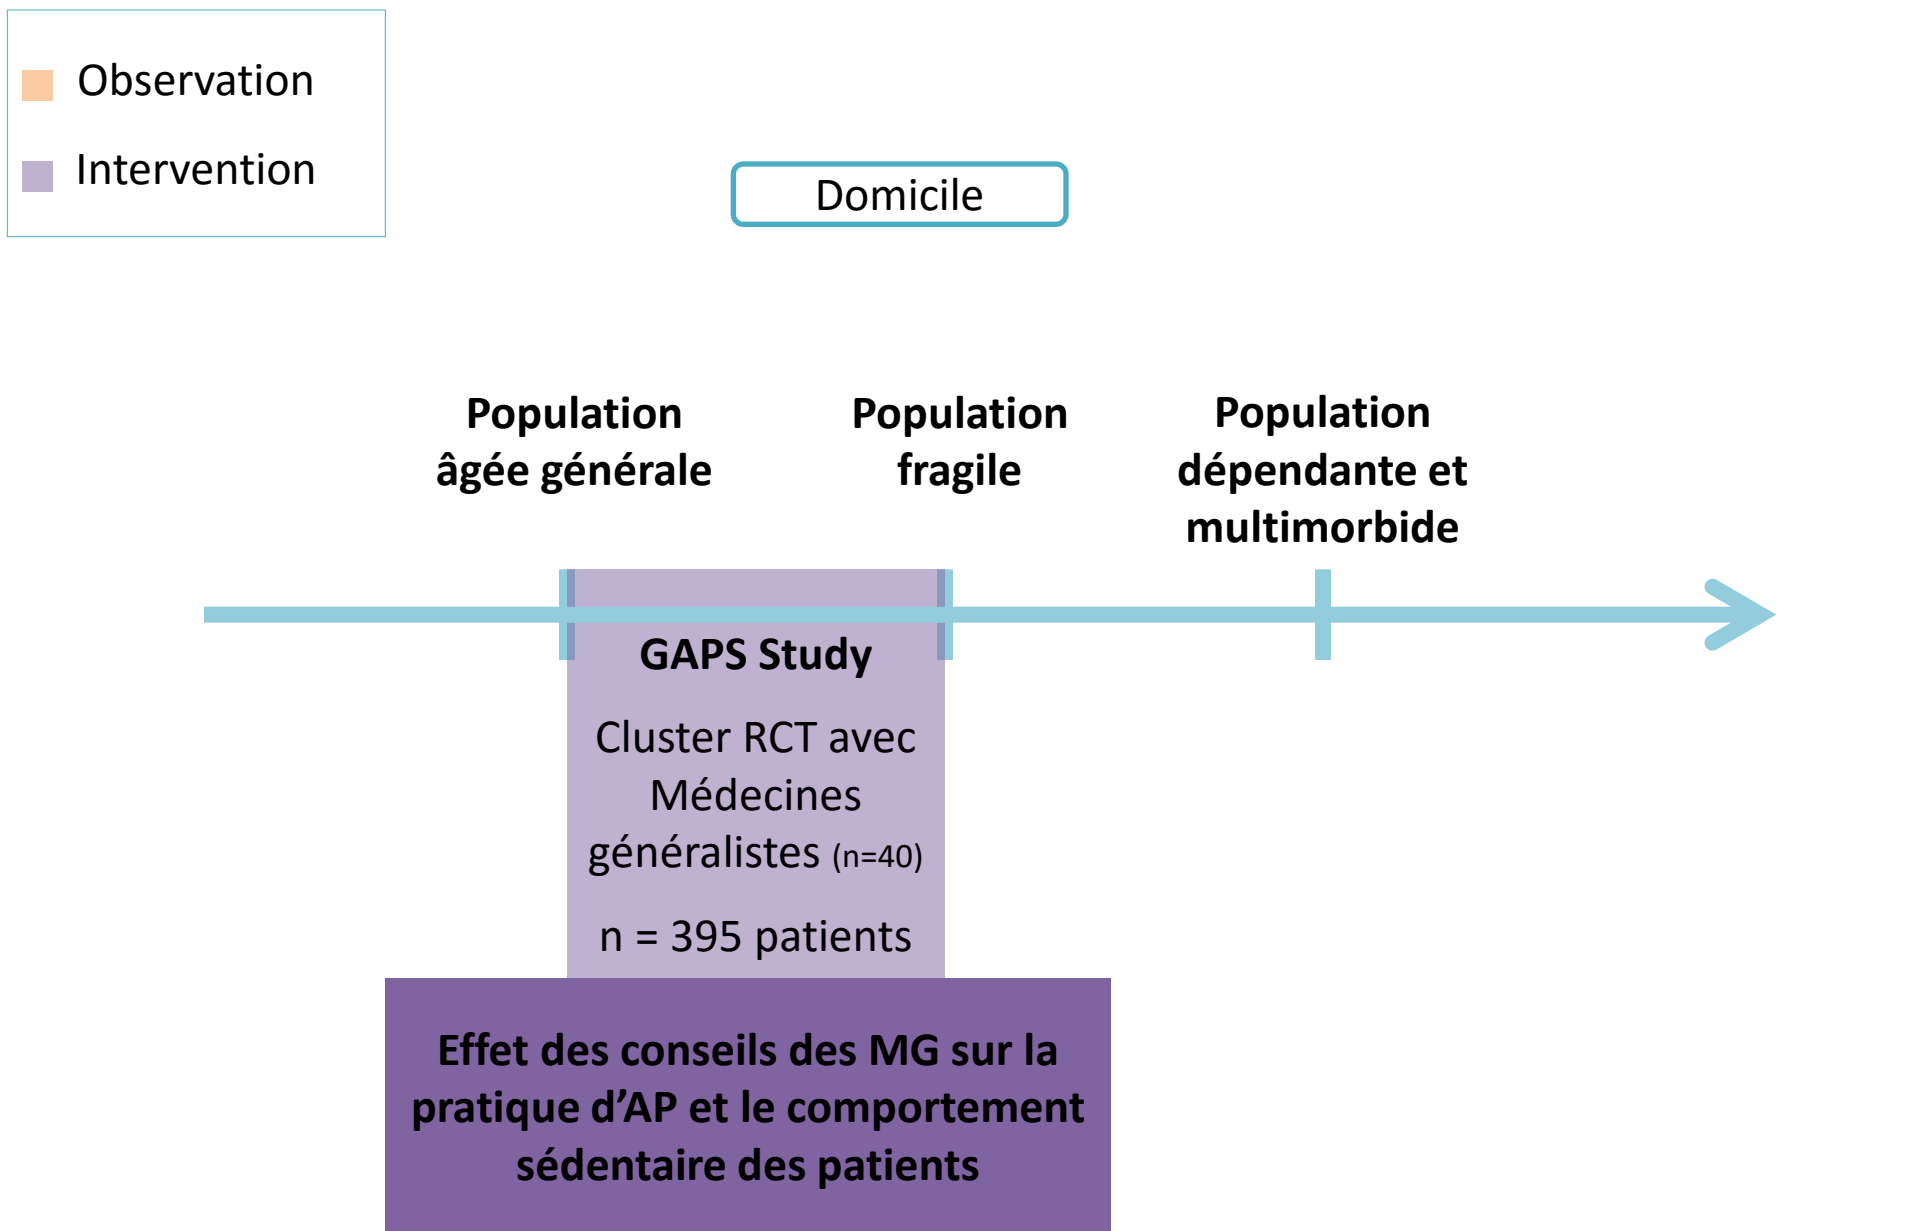 Observation
Intervention
Domicile
Population
âgée générale
Population
fragile
Population
dépendante et
multimorbide
GAPS Study
Cluster RCT avec
Médecines
généralistes (n=40)
n = 395 patients
Effet des conseils des MG sur la
pratique d’AP et le comportement
sédentaire des patients